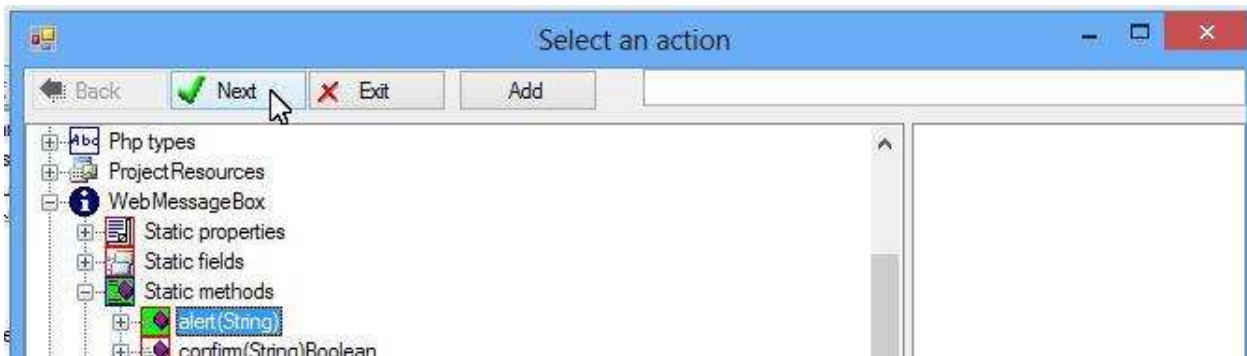 Select an action
Back Next Exit Add
Abc Php types
ProjectResources
i WebMessageBox
Static properties
Static fields
Static methods
alert(String)
confirm(String)Boolean